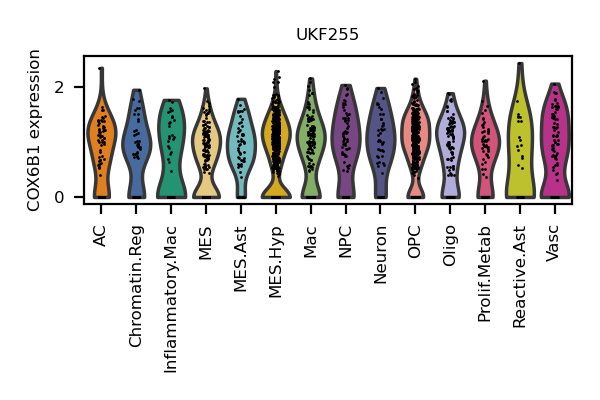 UKF255
COX6B1 expression
2
0
AC
Chromatin.Reg
Inflammatory.Mac
MES
MES.Ast
MES.Hyp
Mac
NPC
Neuron
OPC
Oligo
Prolif.Metab
Reactive.Ast
Vasc